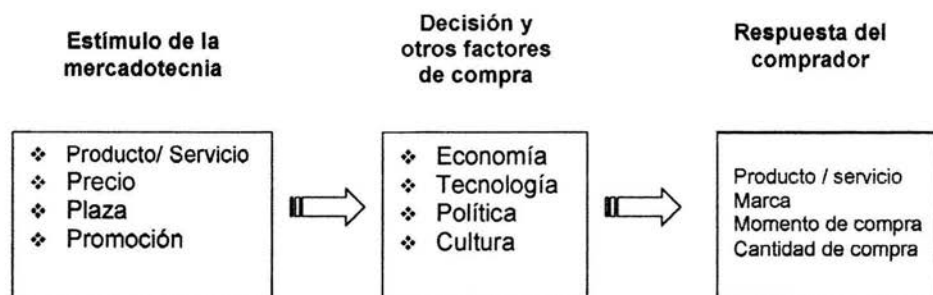 Estímulo de la
mercadotecnia
Decisión y
otros factores
de compra
Respuesta del
comprador
❖ Producto/ Servicio
❖ Precio
❖ Plaza
❖ Promoción
❖ Economía
❖ Tecnología
❖ Política
❖ Cultura
Producto / servicio
Marca
Momento de compra
Cantidad de compra